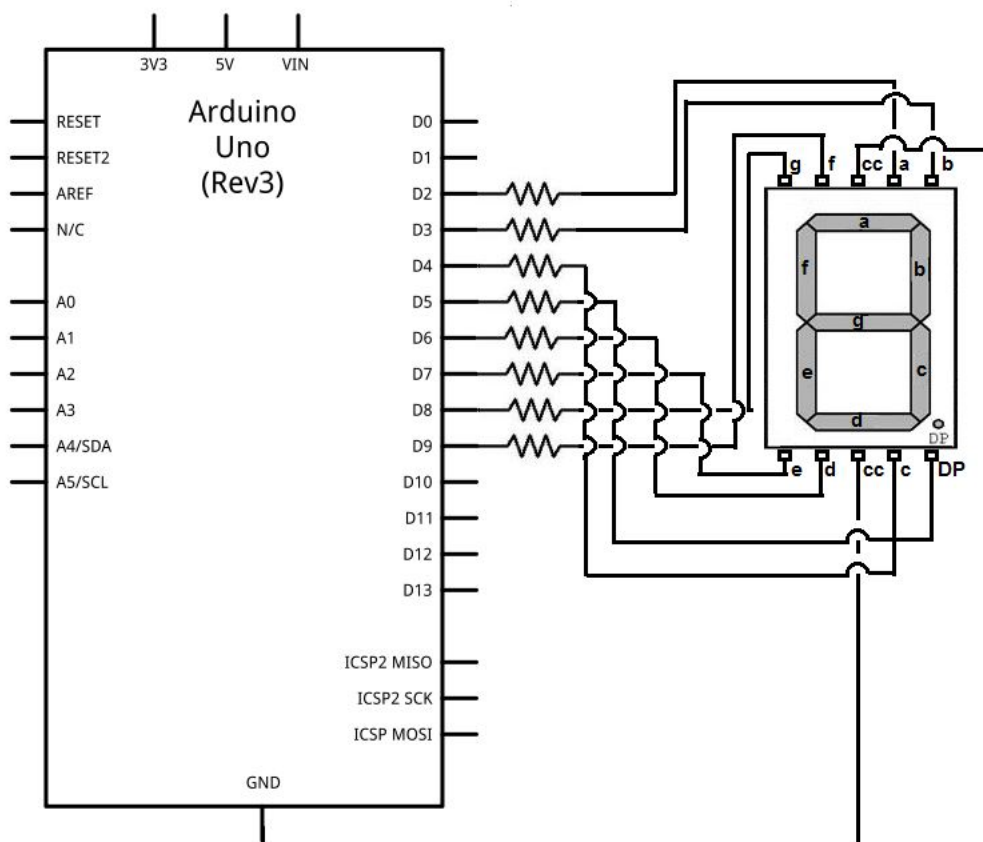 3V3 5V VIN
Arduino
Uno
(Rev3)
RESET
RESET2
AREF
N/C
A0
A1
A2
A3
A4/SDA
A5/SCL
D0
D1
D2
D3
D4
D5
D6
D7
D8
D9
D10
D11
D12
D13
ICSP2 MISO
ICSP2 SCK
ICSP MOSI
GND
g f cc a b
a
f b
g
e c
d
DP
e d cc c DP